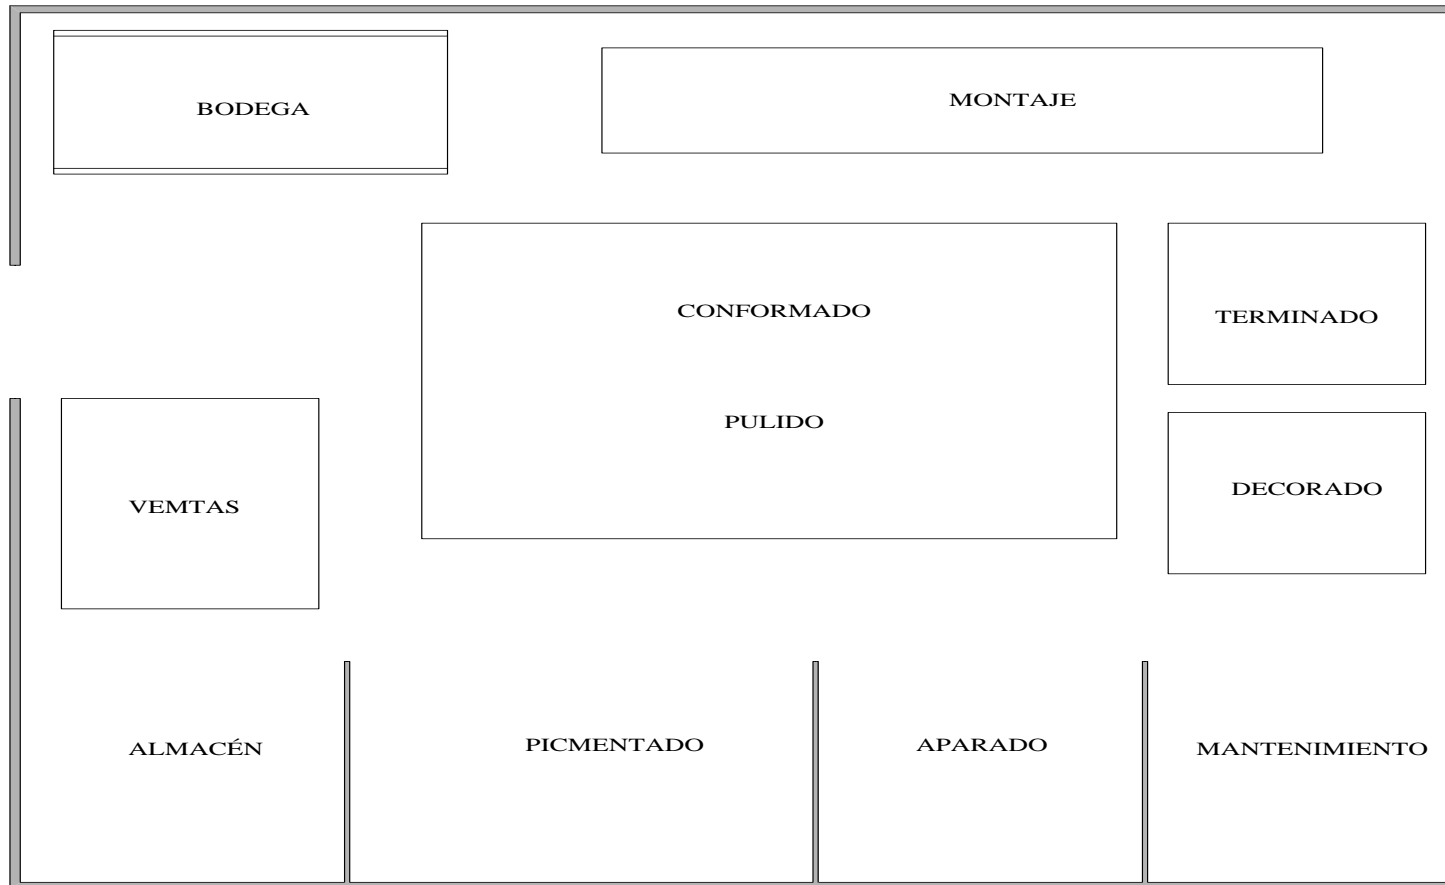 BODEGA
MONTAJE
CONFORMADO
TERMINADO
PULIDO
DECORADO
VEMTAS
ALMACÉN
PICMENTADO
APARADO
MANTENIMIENTO